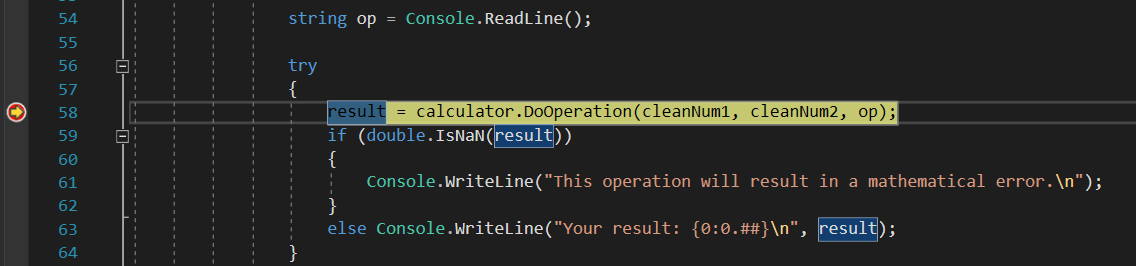 54 string op = Console.ReadLine();
55
56 try
57 {
58 result = calculator.DoOperation(cleanNum1, cleanNum2, op);
59 if (double.IsNaN(result))
60 {
61 Console.WriteLine("This operation will result in a mathematical error.\n");
62 }
63 else Console.WriteLine("Your result: {0:0.##}\n", result);
64 }